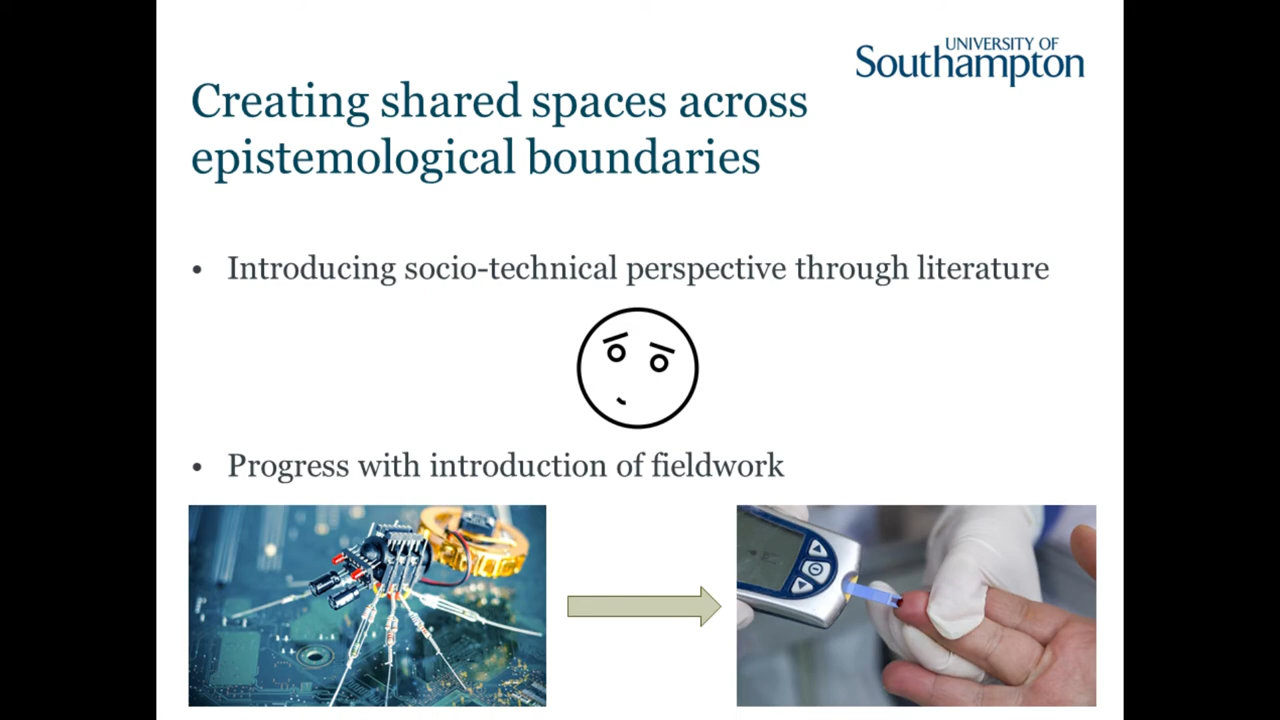 UNIVERSITY OF
Southampton
Creating shared spaces across
epistemological boundaries
• Introducing socio-technical perspective through literature
• Progress with introduction of fieldwork